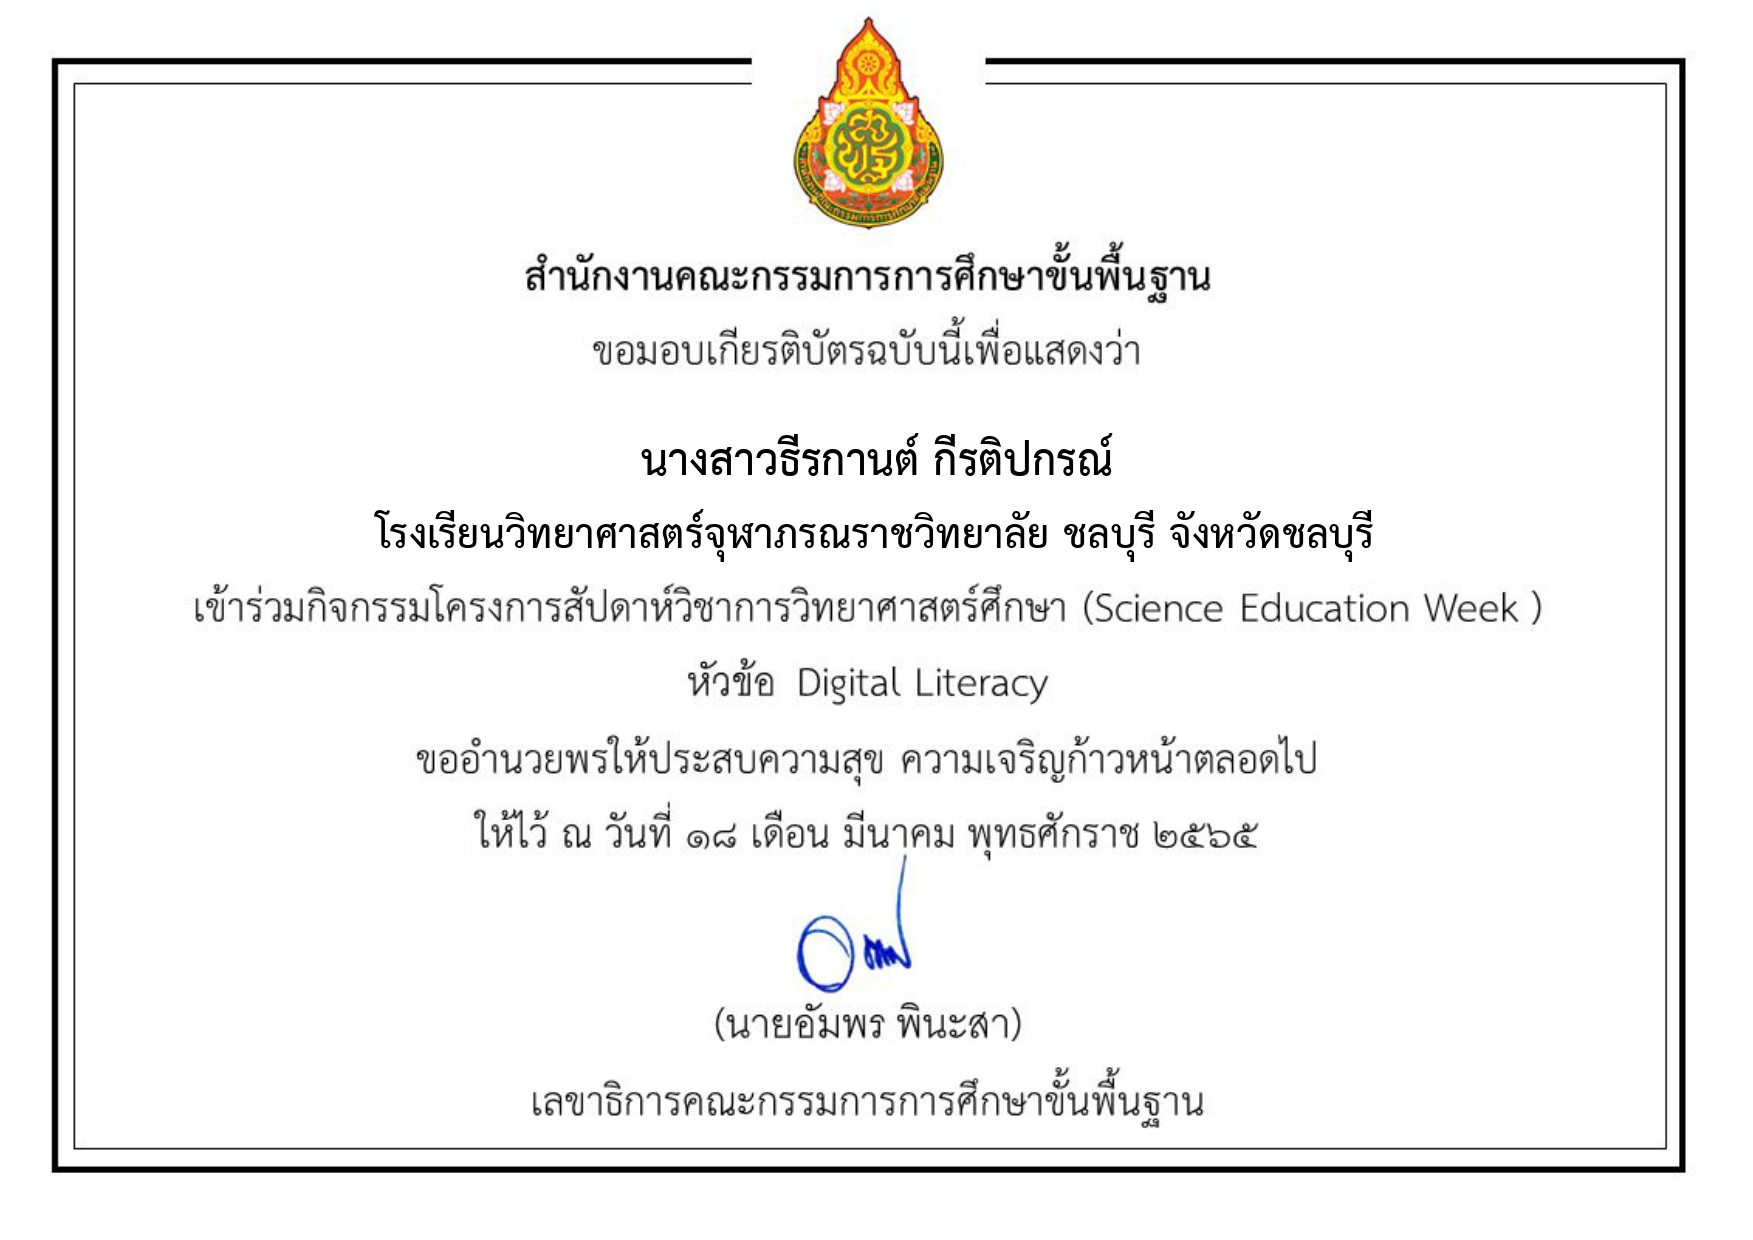 สำนักงานคณะกรรมการการศึกษาขั้นพื้นฐาน
ขอมอบเกียรติบัตรฉบับนี้เพื่อแสดงว่า
นางสาวธีรกานต์ กีรติปกรณ์
โรงเรียนวิทยาศาสตร์จุฬาภรณราชวิทยาลัย ชลบุรี จังหวัดชลบุรี
เข้าร่วมกิจกรรมโครงการสัปดาห์วิชาการวิทยาศาสตร์ศึกษา (Science Education Week )
หัวข้อ Digital Literacy
ขออำนวยพรให้ประสบความสุข ความเจริญก้าวหน้าตลอดไป
ให้ไว้ ณ วันที่ ๑๘ เดือน มีนาคม พุทธศักราช ๒๕๖๕
(นายอัมพร พินะสา)
เลขาธิการคณะกรรมการการศึกษาขั้นพื้นฐาน